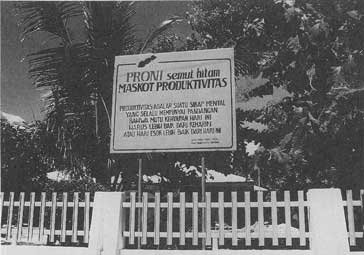 PRONI semut hitam
MASKOT PRODUKTIVITAS
PRODUKTIVITAS ADALAH SUATU SIKAP MENTAL
YANG SELALU MEMPUNYAI PANDANGAN
BAHWA MUTU KEHIDUPAN HARI INI
HARUS LEBIH BAIK DARI KEMARIN
ATAU HARI ESOK LEBIH BAIK DARI HARI INI